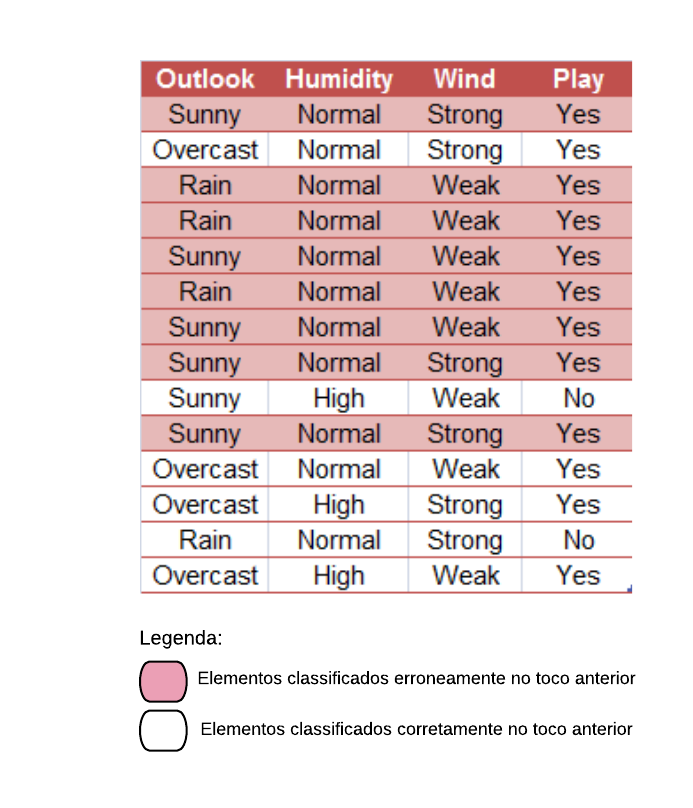 Outlook Humidity Wind Play
Sunny Normal Strong Yes
Overcast Normal Strong Yes
Rain Normal Weak Yes
Rain Normal Weak Yes
Sunny Normal Weak Yes
Rain Normal Weak Yes
Sunny Normal Weak Yes
Sunny Normal Strong Yes
Sunny High Weak No
Sunny Normal Strong Yes
Overcast Normal Weak Yes
Overcast High Strong Yes
Rain Normal Strong No
Overcast High Weak Yes
Legenda:
Elementos classificados erroneamente no toco anterior
Elementos classificados corretamente no toco anterior